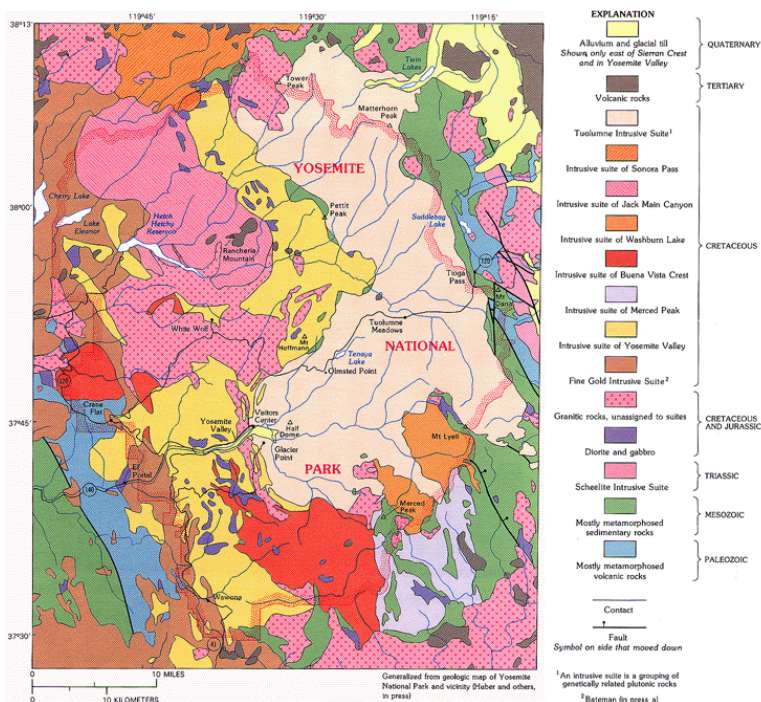 119°45'
119°30'
119°15'
38°13'
38°00'
37°45'
37°30'
Twin
Lakes
Tower
Peak
Matterhorn
Peak
YOSEMITE
Cherry Lake
Lake
Eleanor
Hetch
Hetchy
Reservoir
Pettit
Peak
Saddlebag
Lake
Rancheria
Mountain
120
Tioga
Pass
Mt
Dana
White Wolf
Tuolumne
Meadows
Mt
Hoffmann
NATIONAL
Tenaya
Lake
Olmsted Point
120
Crane
Flat
Yosemite
Valley
Visitors
Center
Half
Dome
Glacier
Point
Mt Lyell
El
Portal
PARK
140
Merced
Peak
Wawona
41
0 10 MILES
0 10 KILOMETERS
Generalized from geologic map of Yosemite
National Park and vicinity (Huber and others,
in press)
EXPLANATION
Alluvium and glacial till
Shown only east of Sierran Crest
and in Yosemite Valley
QUATERNARY
Volcanic rocks
TERTIARY
Tuolumne Intrusive Suite¹
Intrusive suite of Sonora Pass
Intrusive suite of Jack Main Canyon
Intrusive suite of Washburn Lake
Intrusive suite of Buena Vista Crest
Intrusive suite of Merced Peak
Intrusive suite of Yosemite Valley
Fine Gold Intrusive Suite²
CRETACEOUS
Granitic rocks, unassigned to suites
Diorite and gabbro
CRETACEOUS
AND JURASSIC
Scheelite Intrusive Suite
TRIASSIC
Mostly metamorphosed
sedimentary rocks
MESOZOIC
Mostly metamorphosed
volcanic rocks
PALEOZOIC
Contact
Fault
Symbol on side that moved down
¹An intrusive suite is a grouping of
genetically related plutonic rocks
²Bateman (in press a)